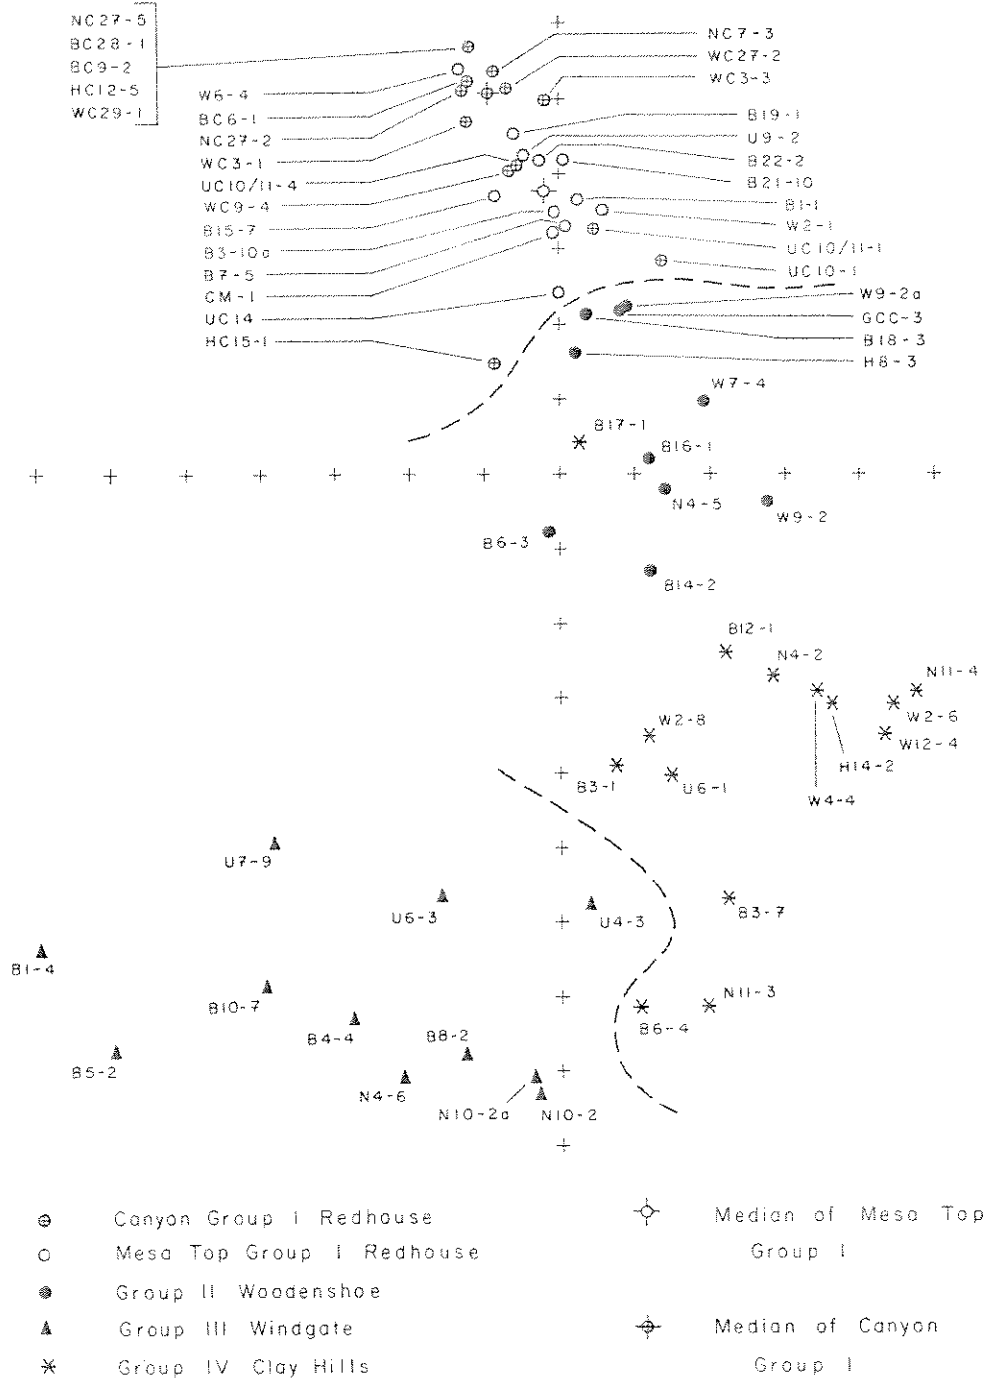 NC27-5
BC28-1
BC9-2
HC12-5
WC29-1
W6-4
BC6-1
NC27-2
WC3-1
UC10/11-4
WC9-4
B15-7
B3-10a
B7-5
CM-1
UC14
HC15-1
NC7-3
WC27-2
WC3-3
B19-1
U9-2
B22-2
B21-10
B1-1
W2-1
UC10/11-1
UC10-1
W9-2a
GCC-3
B18-3
H8-3
W7-4
B17-1
B16-1
N4-5
W9-2
B6-3
B14-2
B12-1
N4-2
N11-4
W2-6
W12-4
H14-2
W4-4
W2-8
B3-1
U6-1
U7-9
U6-3
U4-3
B3-7
B1-4
B10-7
N11-3
B6-4
B4-4
B8-2
B5-2
N4-6
N10-2a
N10-2
Canyon Group I Redhouse
Mesa Top Group I Redhouse
Group II Woodenshoe
Group III Windgate
Group IV Clay Hills
Median of Mesa Top
Group I
Median of Canyon
Group I